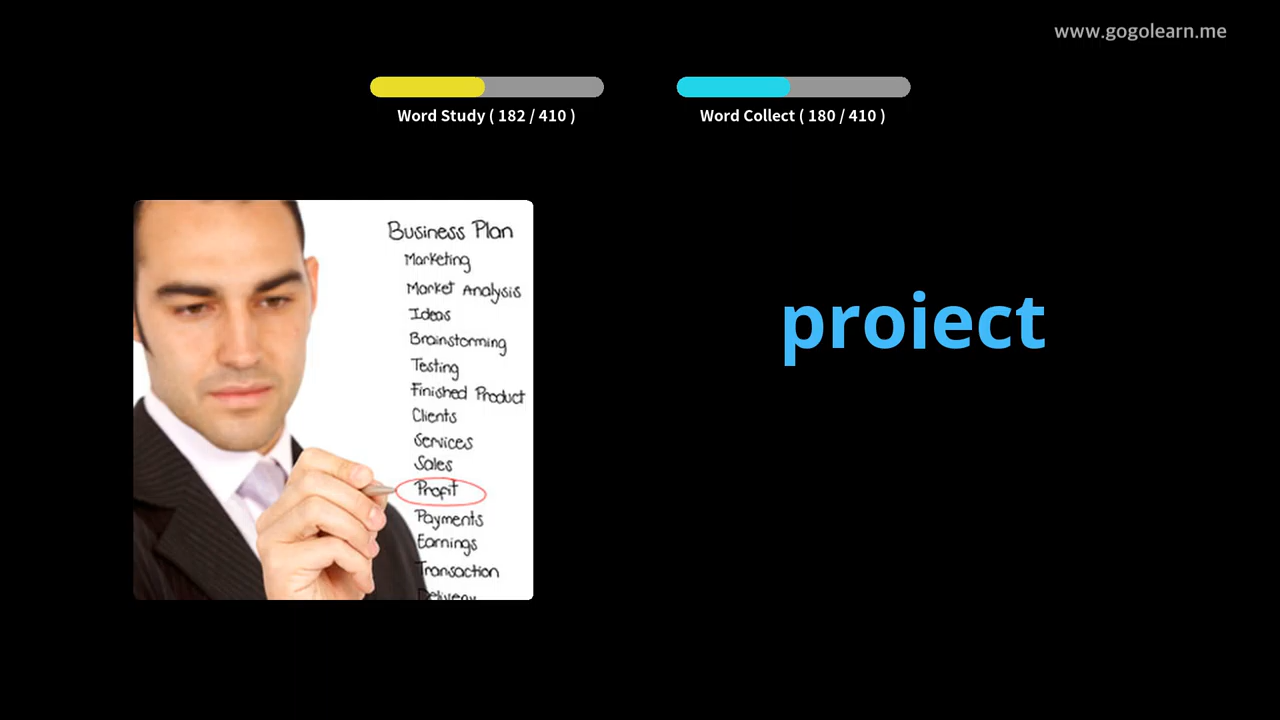 www.gogolearn.me
Word Study ( 182 / 410 )
Word Collect ( 180 / 410 )
Business Plan
Marketing
Market Analysis
Ideas
Brainstorming
Testing
Finished Product
Clients
Services
Sales
Profit
Payments
Earnings
Transaction
Delivery
proiect